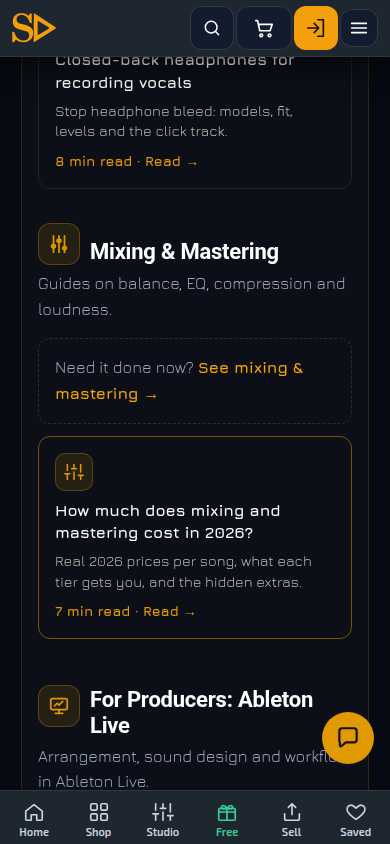 Closed-back headphones for
recording vocals
Stop headphone bleed: models, fit,
levels and the click track.
8 min read · Read →
Mixing & Mastering
Guides on balance, EQ, compression and
loudness.
Need it done now? See mixing &
mastering →
How much does mixing and
mastering cost in 2026?
Real 2026 prices per song, what each
tier gets you, and the hidden extras.
7 min read · Read →
For Producers: Ableton
Live
Arrangement, sound design and
in Ableton Live.
Home Shop Studio Free Sell Saved